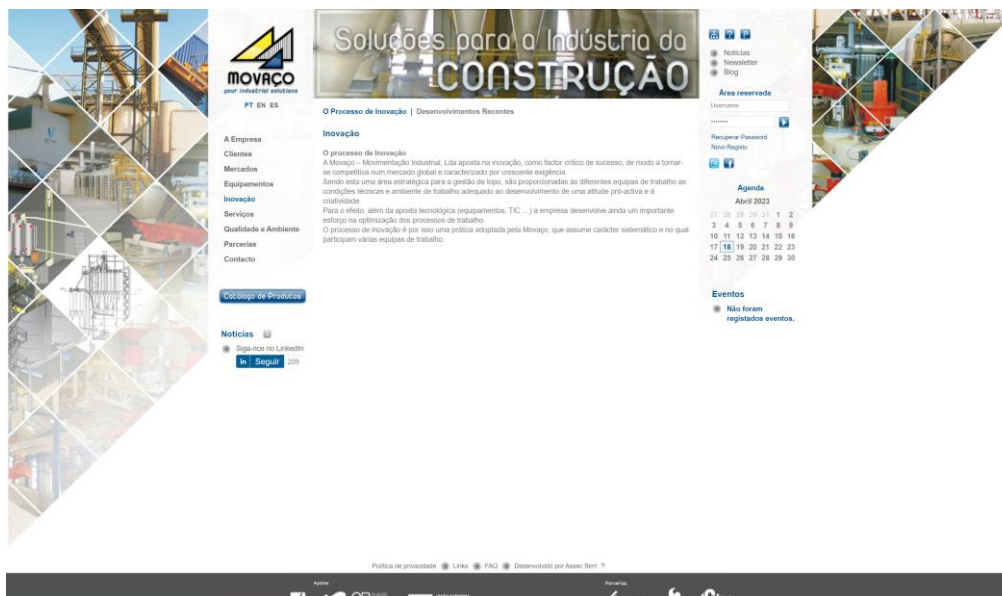 MOVAÇO
your industrial solutions
PT EN ES
A Empresa
Clientes
Mercados
Equipamentos
Inovação
Serviços
Qualidade e Ambiente
Parcerias
Contacto
Catálogo de Produtos
Notícias
Siga-nos no LinkedIn
in Seguir 209
Soluções para a Indústria da
CONSTRUÇÃO
O Processo de Inovação | Desenvolvimentos Recentes
Inovação
O processo de Inovação
A Movaço – Movimentação Industrial, Lda aposta na inovação, como factor crítico de sucesso, de modo a tornar-
se competitiva num mercado global e caracterizado por crescente exigência.
Sendo esta uma área estratégica para a gestão de topo, são proporcionadas às diferentes equipas de trabalho as
condições técnicas e ambiente de trabalho adequado ao desenvolvimento de uma atitude pró-activa e à
criatividade.
Para o efeito, além da aposta tecnológica (equipamentos, TIC ...) a empresa desenvolve ainda um importante
esforço na optimização dos processos de trabalho.
O processo de inovação é por isso uma prática adoptada pela Movaço, que assume carácter sistemático e no qual
participam várias equipas de trabalho.
Notícias
Newsletter
Blog
Área reservada
Username
Recuperar Password
Novo Registo
Agenda
Abril 2023
27 28 29 30 31 1 2
3 4 5 6 7 8 9
10 11 12 13 14 15 16
17 18 19 20 21 22 23
24 25 26 27 28 29 30
Eventos
Não foram
registados eventos.
Política de privacidade Links FAQ Desenvolvido por Assec Sim!
Apoios
Parcerias